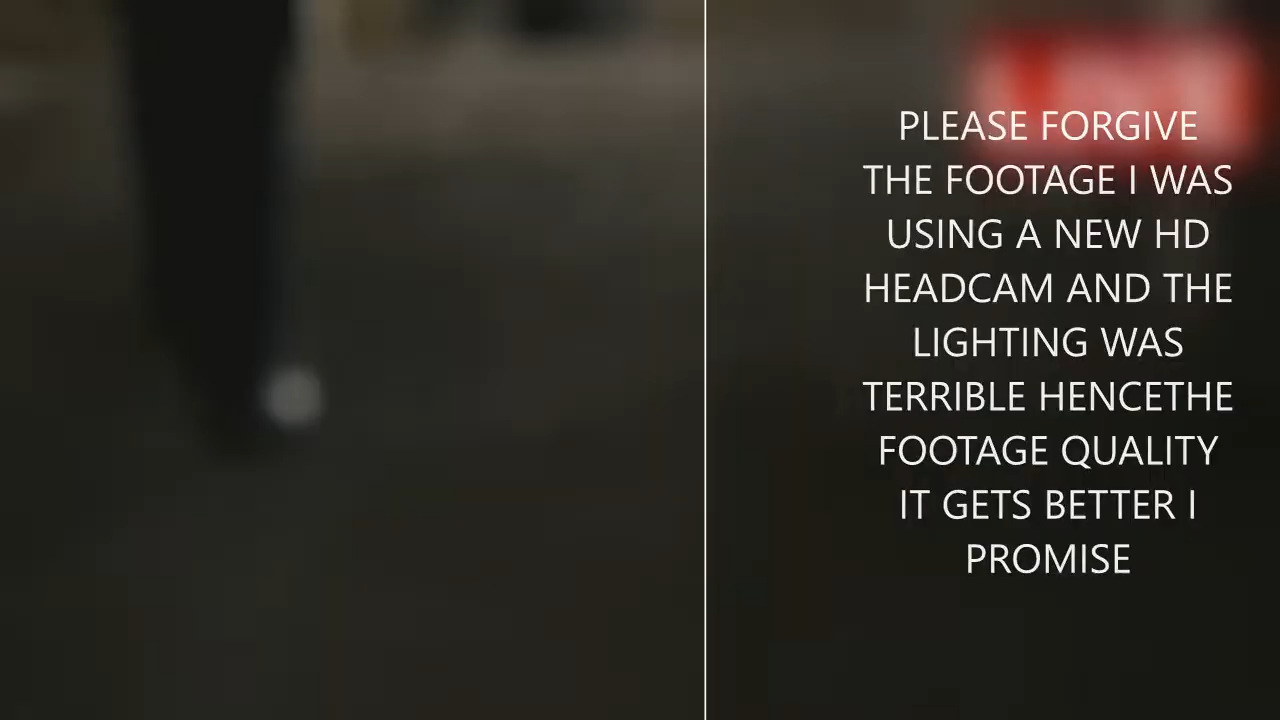 PLEASE FORGIVE
THE FOOTAGE I WAS
USING A NEW HD
HEADCAM AND THE
LIGHTING WAS
TERRIBLE HENCETHE
FOOTAGE QUALITY
IT GETS BETTER I
PROMISE